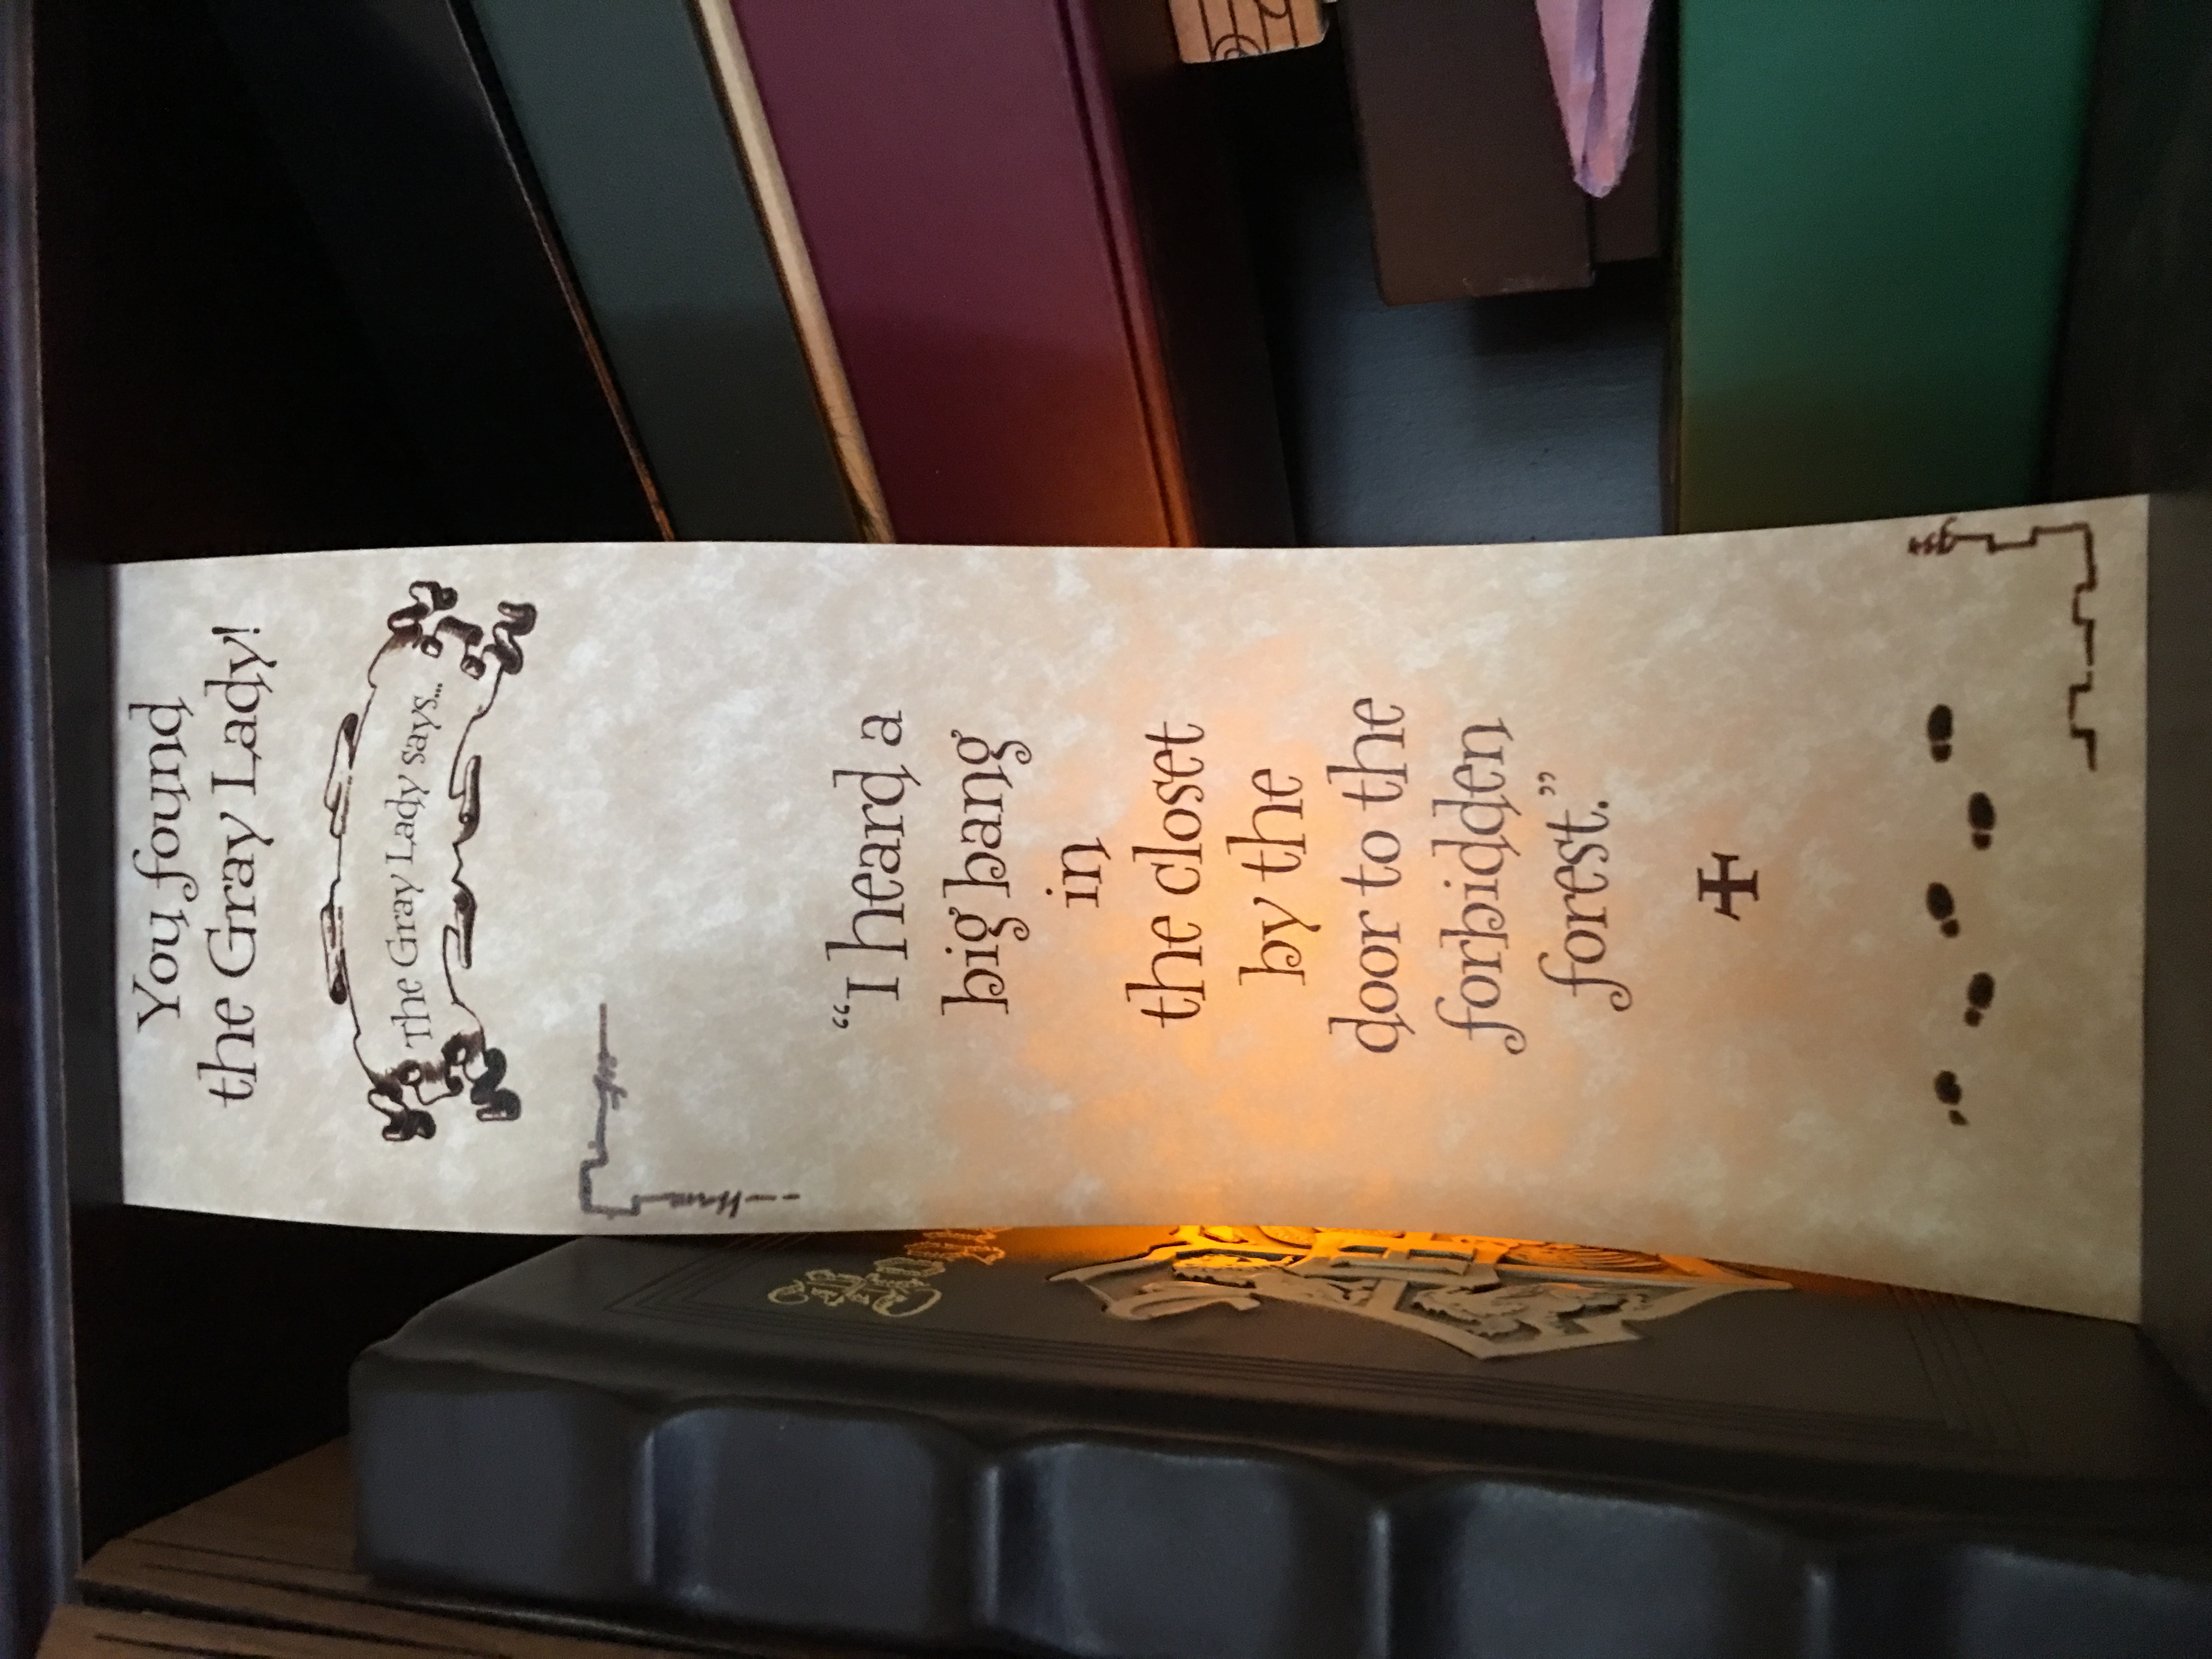 You found
the Gray Lady!
The Gray Lady says...
“I heard a
big bang
in
the closet
by the
door to the
forbidden
forest.”